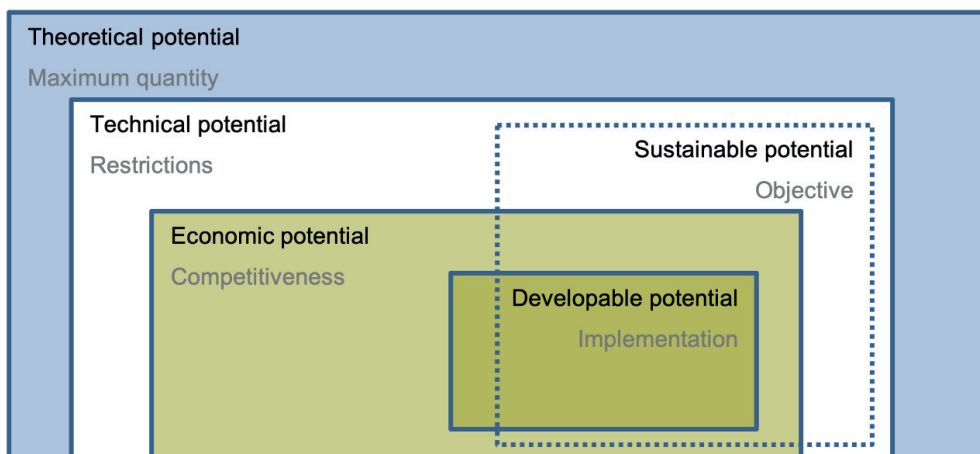 Theoretical potential
Maximum quantity
Technical potential
Restrictions
Sustainable potential
Objective
Economic potential
Competitiveness
Developable potential
Implementation